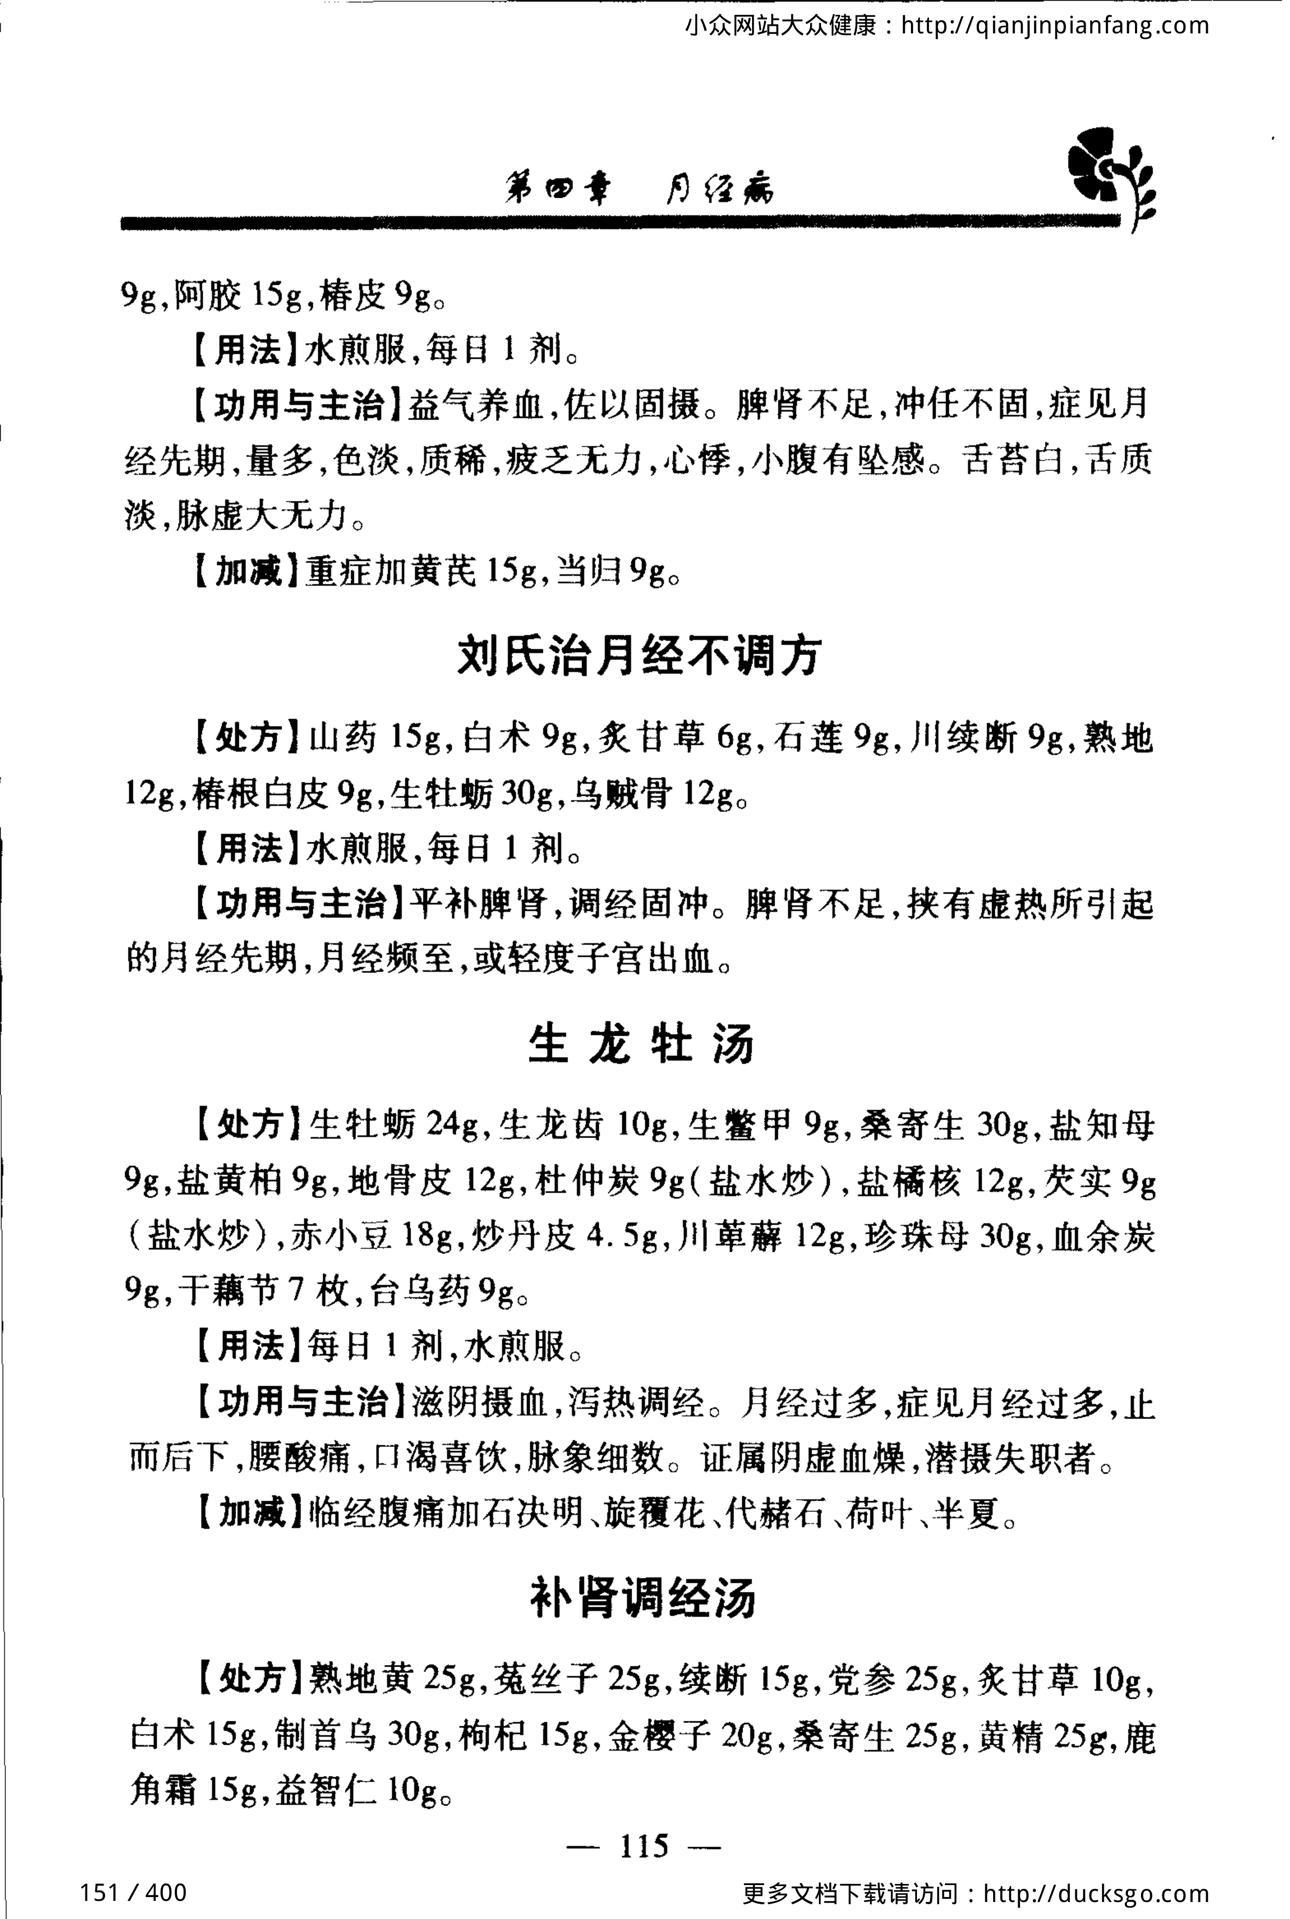 小众网站大众健康：http://qianjinpianfang.com
第四章 月经病
9g,阿胶 15g,椿皮 9g。
【用法】水煎服,每日 1 剂。
【功用与主治】益气养血,佐以固摄。脾肾不足,冲任不固,症见月
经先期,量多,色淡,质稀,疲乏无力,心悸,小腹有坠感。舌苔白,舌质
淡,脉虚大无力。
【加减】重症加黄芪 15g,当归 9g。
刘氏治月经不调方
【处方】山药 15g,白术 9g,炙甘草 6g,石莲 9g,川续断 9g,熟地
12g,椿根白皮 9g,生牡蛎 30g,乌贼骨 12g。
【用法】水煎服,每日 1 剂。
【功用与主治】平补脾肾,调经固冲。脾肾不足,挟有虚热所引起
的月经先期,月经频至,或轻度子宫出血。
生龙牡汤
【处方】生牡蛎 24g,生龙齿 10g,生鳖甲 9g,桑寄生 30g,盐知母
9g,盐黄柏 9g,地骨皮 12g,杜仲炭 9g(盐水炒),盐橘核 12g,芡实 9g
(盐水炒),赤小豆 18g,炒丹皮 4.5g,川萆薢 12g,珍珠母 30g,血余炭
9g,干藕节 7 枚,台乌药 9g。
【用法】每日 1 剂,水煎服。
【功用与主治】滋阴摄血,泻热调经。月经过多,症见月经过多,止
而后下,腰酸痛,口渴喜饮,脉象细数。证属阴虚血燥,潜摄失职者。
【加减】临经腹痛加石决明、旋覆花、代赭石、荷叶、半夏。
补肾调经汤
【处方】熟地黄 25g,菟丝子 25g,续断 15g,党参 25g,炙甘草 10g,
白术 15g,制首乌 30g,枸杞 15g,金樱子 20g,桑寄生 25g,黄精 25g,鹿
角霜 15g,益智仁 10g。
— 115 —
151 / 400
更多文档下载请访问：http://ducksgo.com